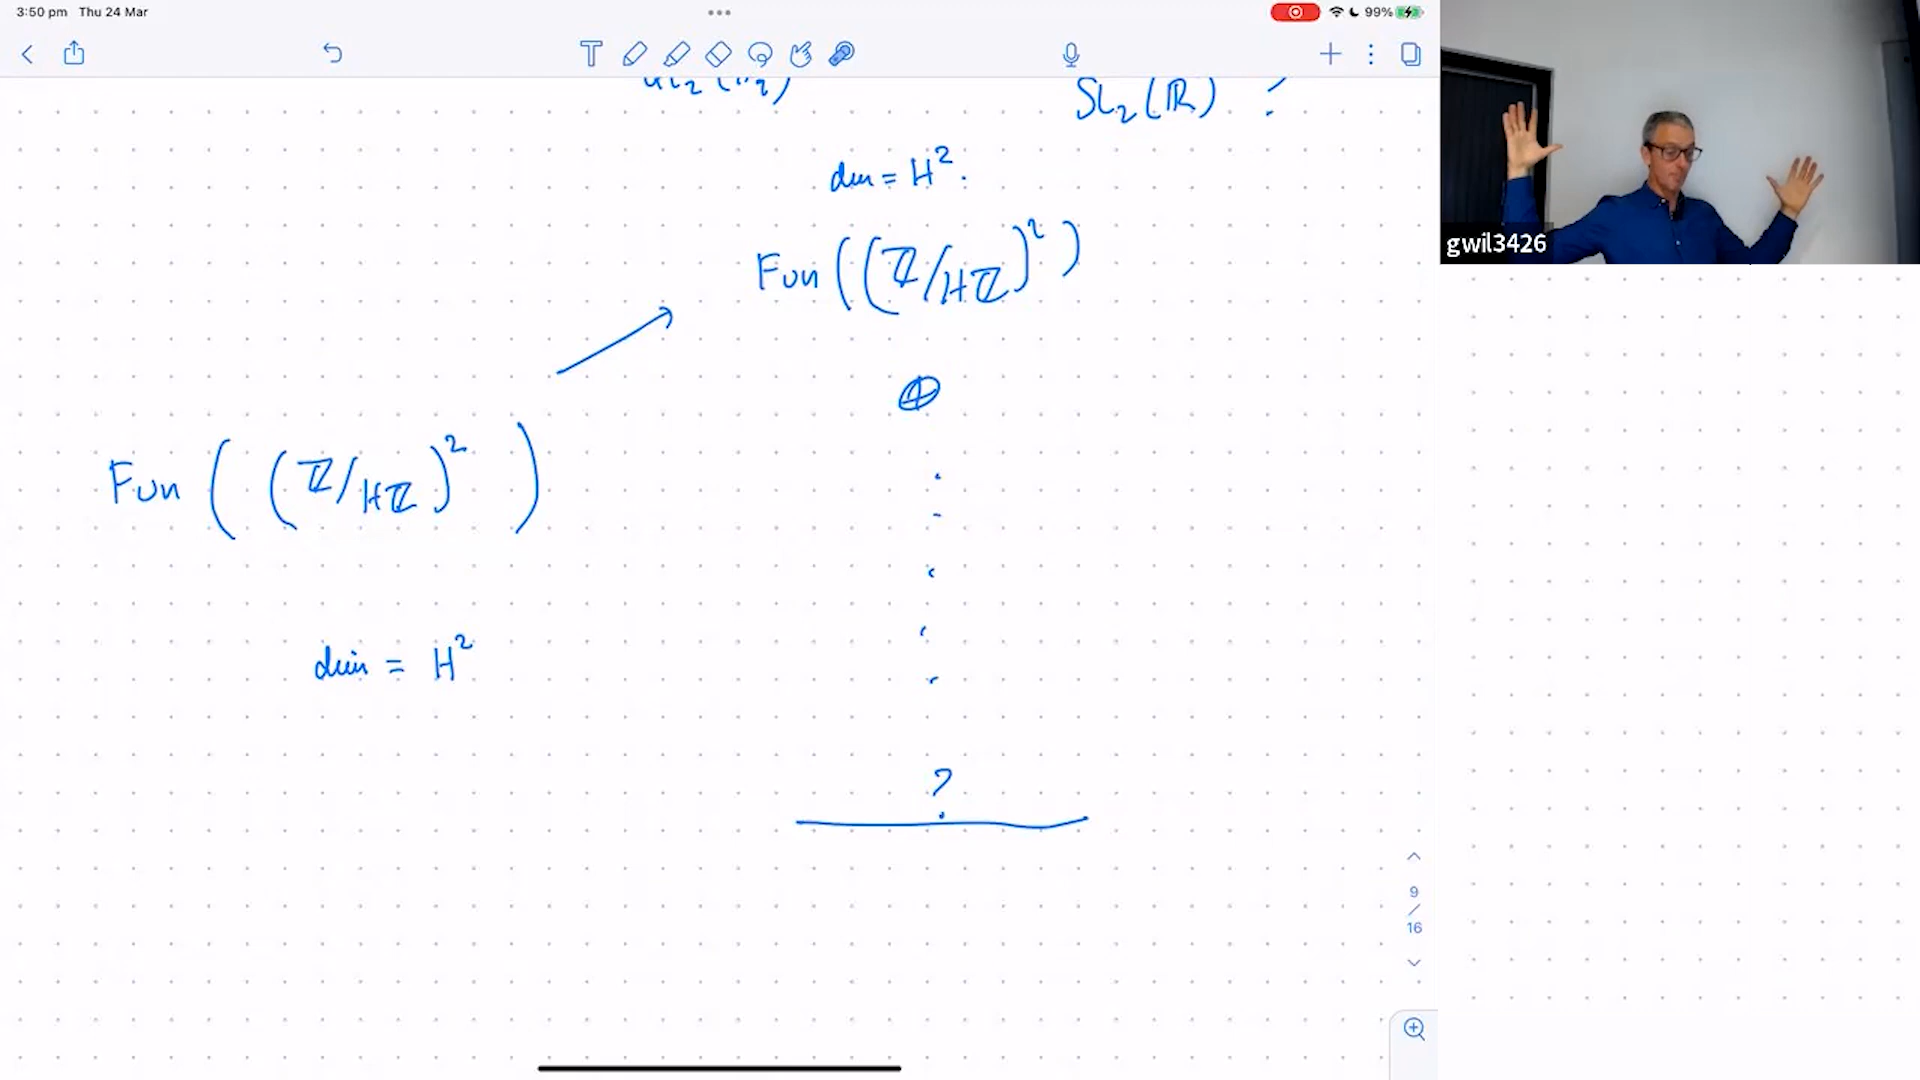 3:50 pm Thu 24 Mar
99%
SL₂(ℝ) ?
dim = H².
Fun((ℤ/Hℤ)²)
⊕
Fun((ℤ/Hℤ)²)
dim = H²
?
gwil3426
9
/
16